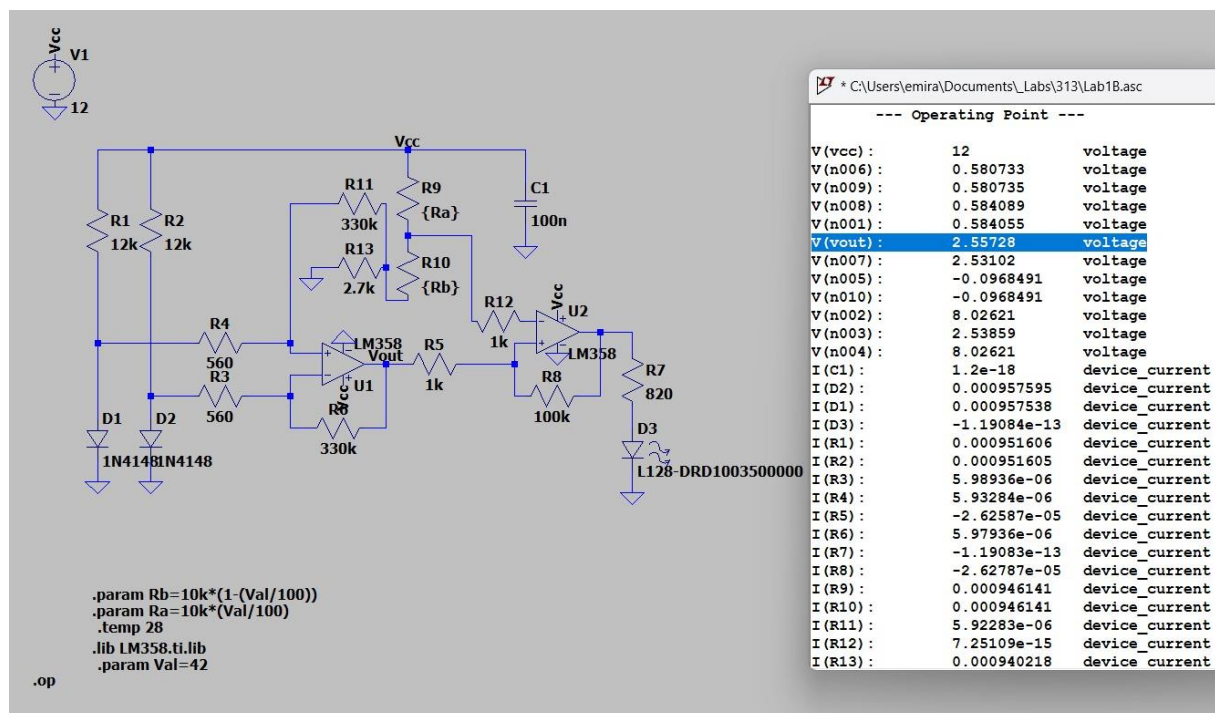 Vcc
V1
12
Vcc
R11
330k
R9
{Ra}
C1
100n
R1
12k
R2
12k
R13
2.7k
R10
{Rb}
R12
1k
Vcc
U2
LM358
R4
560
R3
560
LM358
Vout
U1
Vcc
R5
1k
R8
100k
R7
820
R6
330k
D1
1N4148
D2
1N4148
D3
L128-DRD1003500000
.param Rb=10k*(1-(Val/100))
.param Ra=10k*(Val/100)
.temp 28
.lib LM358.ti.lib
.param Val=42
.op
* C:\Users\emira\Documents\_Labs\313\Lab1B.asc
--- Operating Point ---
V(vcc): 12 voltage
V(n006): 0.580733 voltage
V(n009): 0.580735 voltage
V(n008): 0.584089 voltage
V(n001): 0.584055 voltage
V(vout): 2.55728 voltage
V(n007): 2.53102 voltage
V(n005): -0.0968491 voltage
V(n010): -0.0968491 voltage
V(n002): 8.02621 voltage
V(n003): 2.53859 voltage
V(n004): 8.02621 voltage
I(C1): 1.2e-18 device_current
I(D2): 0.000957595 device_current
I(D1): 0.000957538 device_current
I(D3): -1.19084e-13 device_current
I(R1): 0.000951606 device_current
I(R2): 0.000951605 device_current
I(R3): 5.98936e-06 device_current
I(R4): 5.93284e-06 device_current
I(R5): -2.62587e-05 device_current
I(R6): 5.97936e-06 device_current
I(R7): -1.19083e-13 device_current
I(R8): -2.62787e-05 device_current
I(R9): 0.000946141 device_current
I(R10): 0.000946141 device_current
I(R11): 5.92283e-06 device_current
I(R12): 7.25109e-15 device_current
I(R13): 0.000940218 device_current